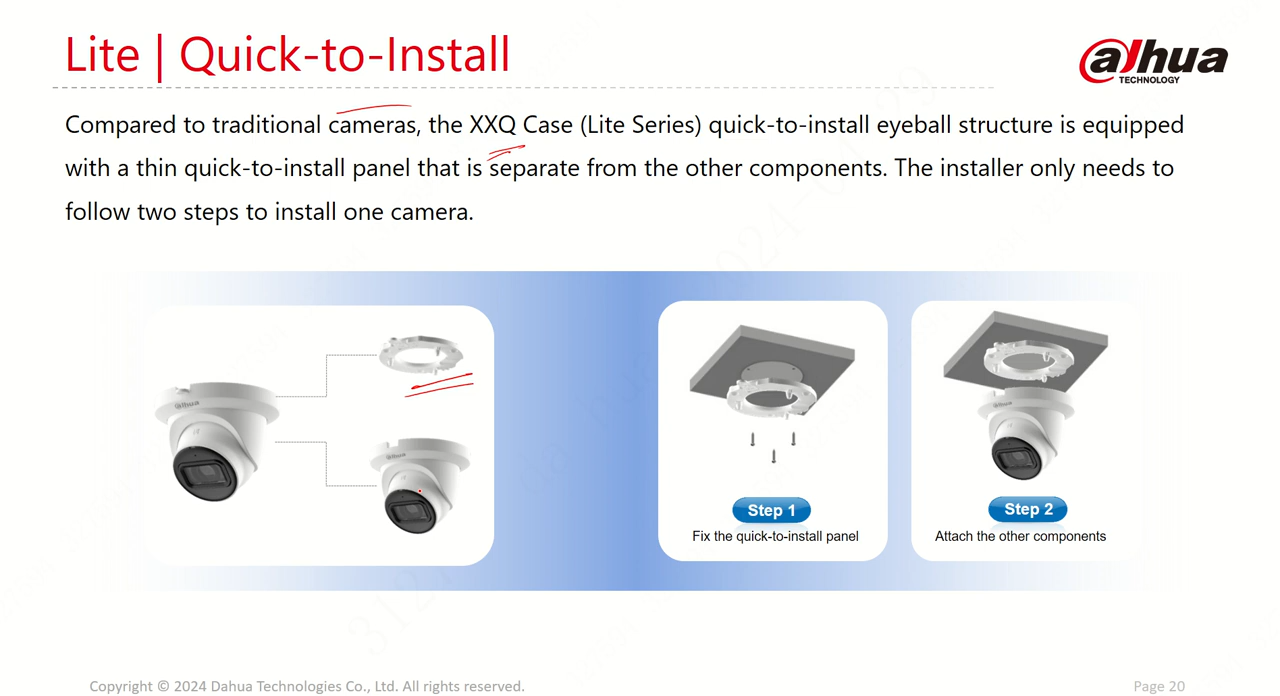 Lite | Quick-to-Install
alhua
TECHNOLOGY
Compared to traditional cameras, the XXQ Case (Lite Series) quick-to-install eyeball structure is equipped
with a thin quick-to-install panel that is separate from the other components. The installer only needs to
follow two steps to install one camera.
alhua
alhua
alhua
Step 1
Fix the quick-to-install panel
Step 2
Attach the other components
Copyright © 2024 Dahua Technologies Co., Ltd. All rights reserved.
Page 20